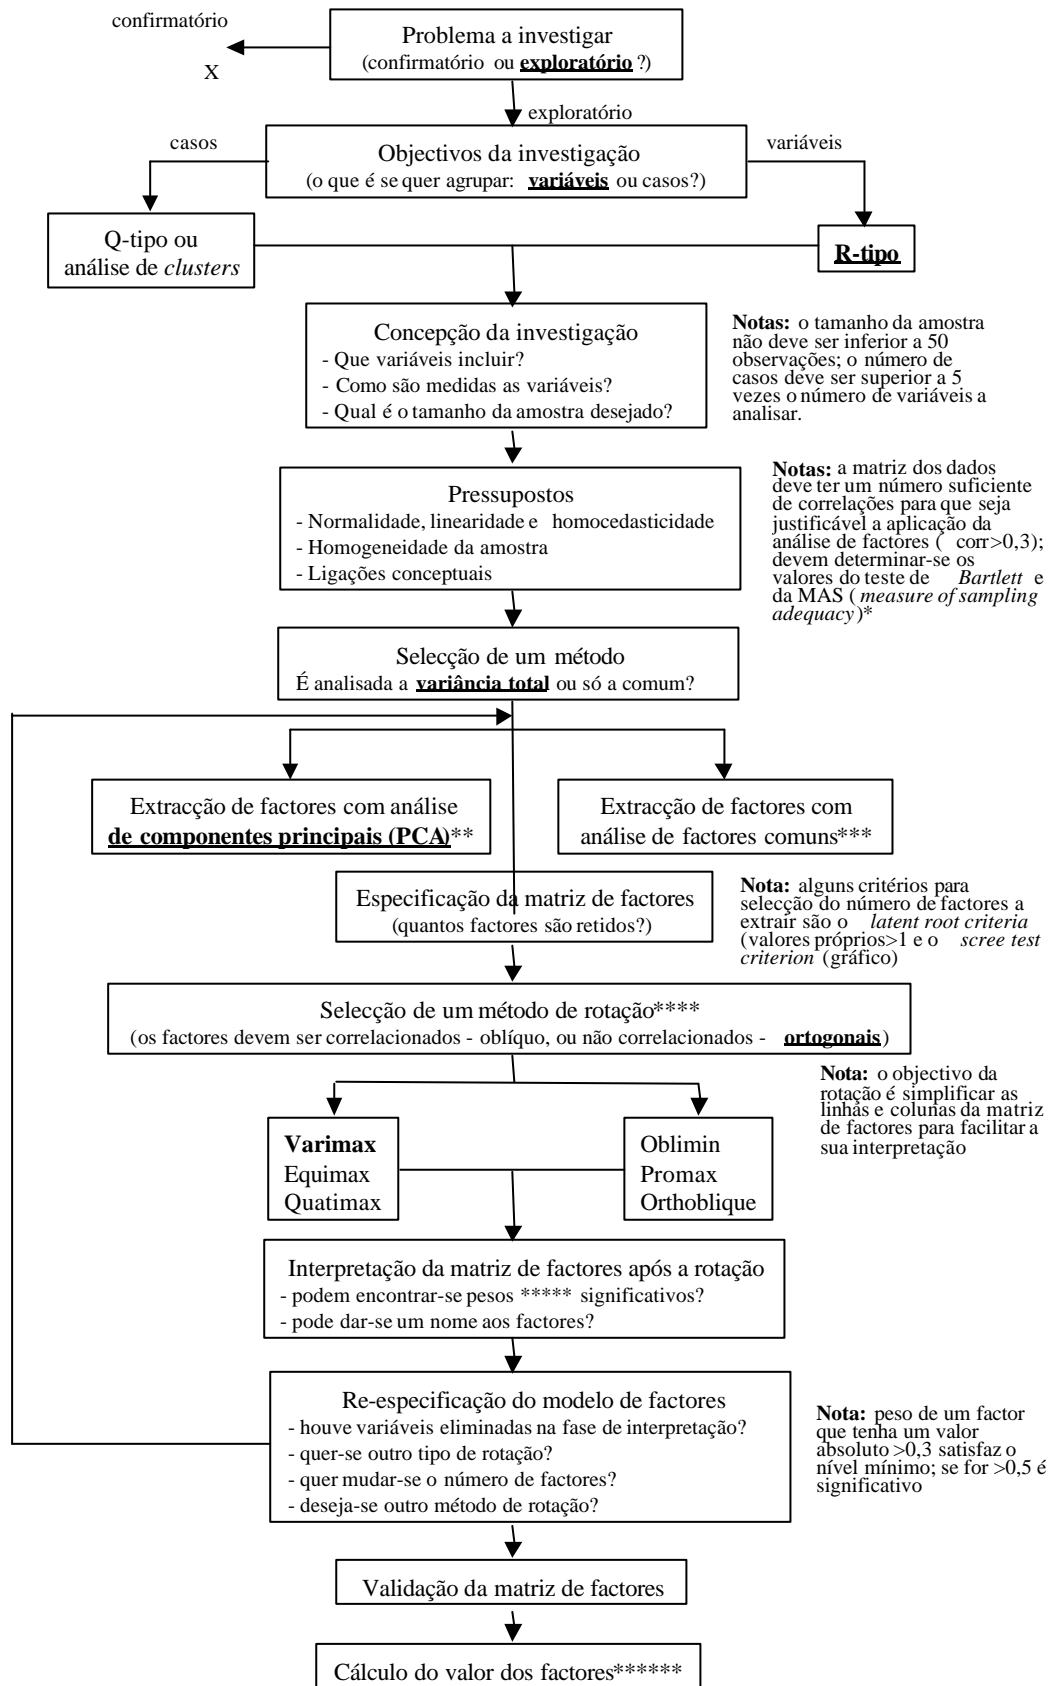 confirmatório
X
Problema a investigar
(confirmatório ou exploratório ?)
exploratório
casos
variáveis
Objectivos da investigação
(o que é se quer agrupar: variáveis ou casos?)
Q-tipo ou
análise de clusters
R-tipo
Concepção da investigação
- Que variáveis incluir?
- Como são medidas as variáveis?
- Qual é o tamanho da amostra desejado?
Notas: o tamanho da amostra
não deve ser inferior a 50
observações; o número de
casos deve ser superior a 5
vezes o número de variáveis a
analisar.
Pressupostos
- Normalidade, linearidade e homocedasticidade
- Homogeneidade da amostra
- Ligações conceptuais
Notas: a matriz dos dados
deve ter um número suficiente
de correlações para que seja
justificável a aplicação da
análise de factores ( corr>0,3);
devem determinar-se os
valores do teste de Bartlett e
da MAS ( measure of sampling
adequacy)*
Selecção de um método
É analisada a variância total ou só a comum?
Extracção de factores com análise
de componentes principais (PCA)**
Extracção de factores com
análise de factores comuns***
Especificação da matriz de factores
(quantos factores são retidos?)
Nota: alguns critérios para
selecção do número de factores a
extrair são o latent root criteria
(valores próprios>1 e o scree test
criterion (gráfico)
Selecção de um método de rotação****
(os factores devem ser correlacionados - oblíquo, ou não correlacionados - ortogonais)
Nota: o objectivo da
rotação é simplificar as
linhas e colunas da matriz
de factores para facilitar a
sua interpretação
Varimax
Equimax
Quatimax
Oblimin
Promax
Orthoblique
Interpretação da matriz de factores após a rotação
- podem encontrar-se pesos ***** significativos?
- pode dar-se um nome aos factores?
Re-especificação do modelo de factores
- houve variáveis eliminadas na fase de interpretação?
- quer-se outro tipo de rotação?
- quer mudar-se o número de factores?
- deseja-se outro método de rotação?
Nota: peso de um factor
que tenha um valor
absoluto >0,3 satisfaz o
nível mínimo; se for >0,5 é
significativo
Validação da matriz de factores
Cálculo do valor dos factores******